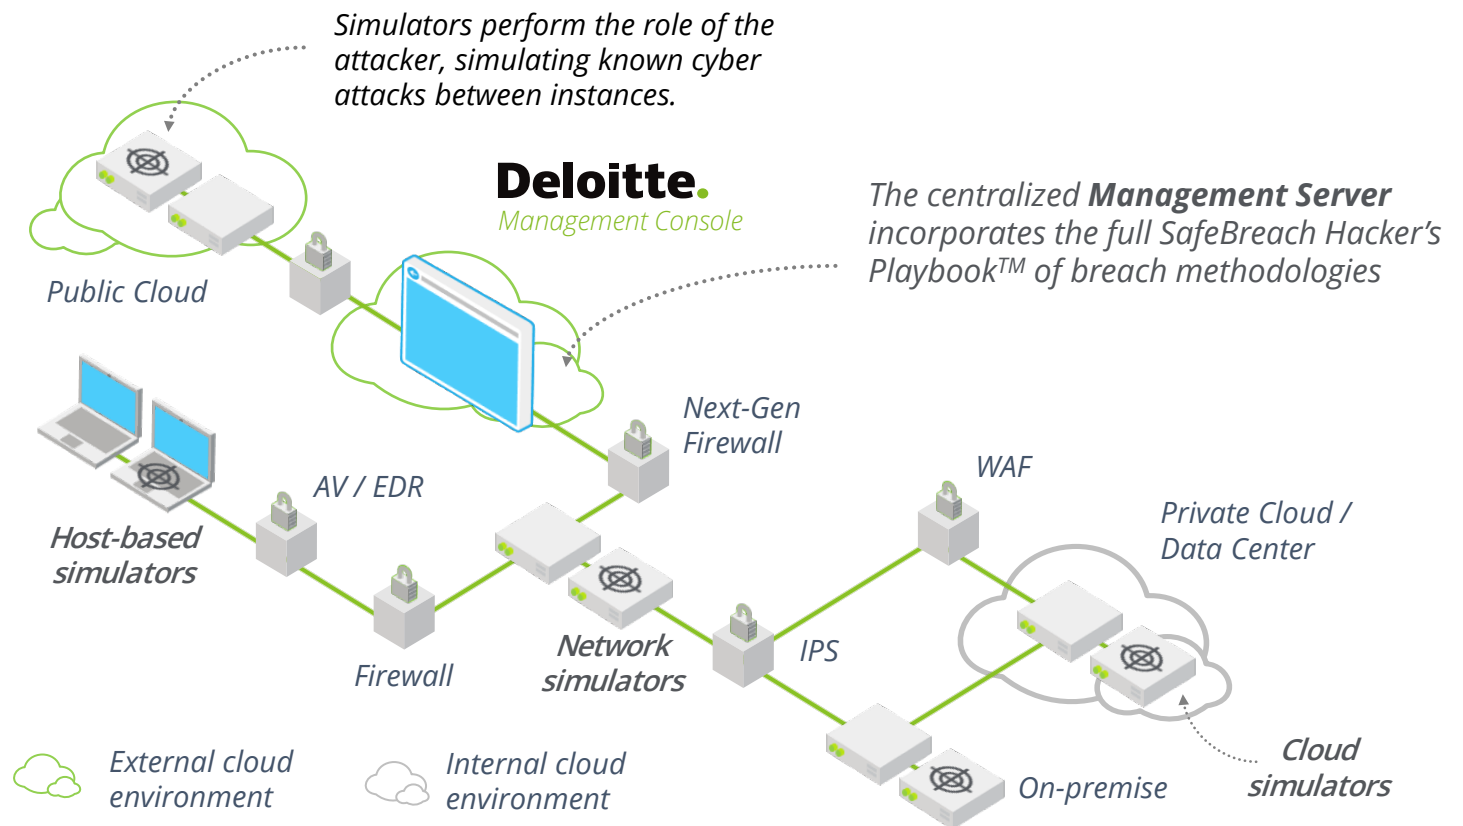 Simulators perform the role of the
attacker, simulating known cyber
attacks between instances.
Deloitte.
Management Console
The centralized Management Server
incorporates the full SafeBreach Hacker’s
Playbook™ of breach methodologies
Public Cloud
Next-Gen
Firewall
AV / EDR
WAF
Host-based
simulators
Private Cloud /
Data Center
Firewall
Network
simulators
IPS
External cloud
environment
Internal cloud
environment
On-premise
Cloud
simulators